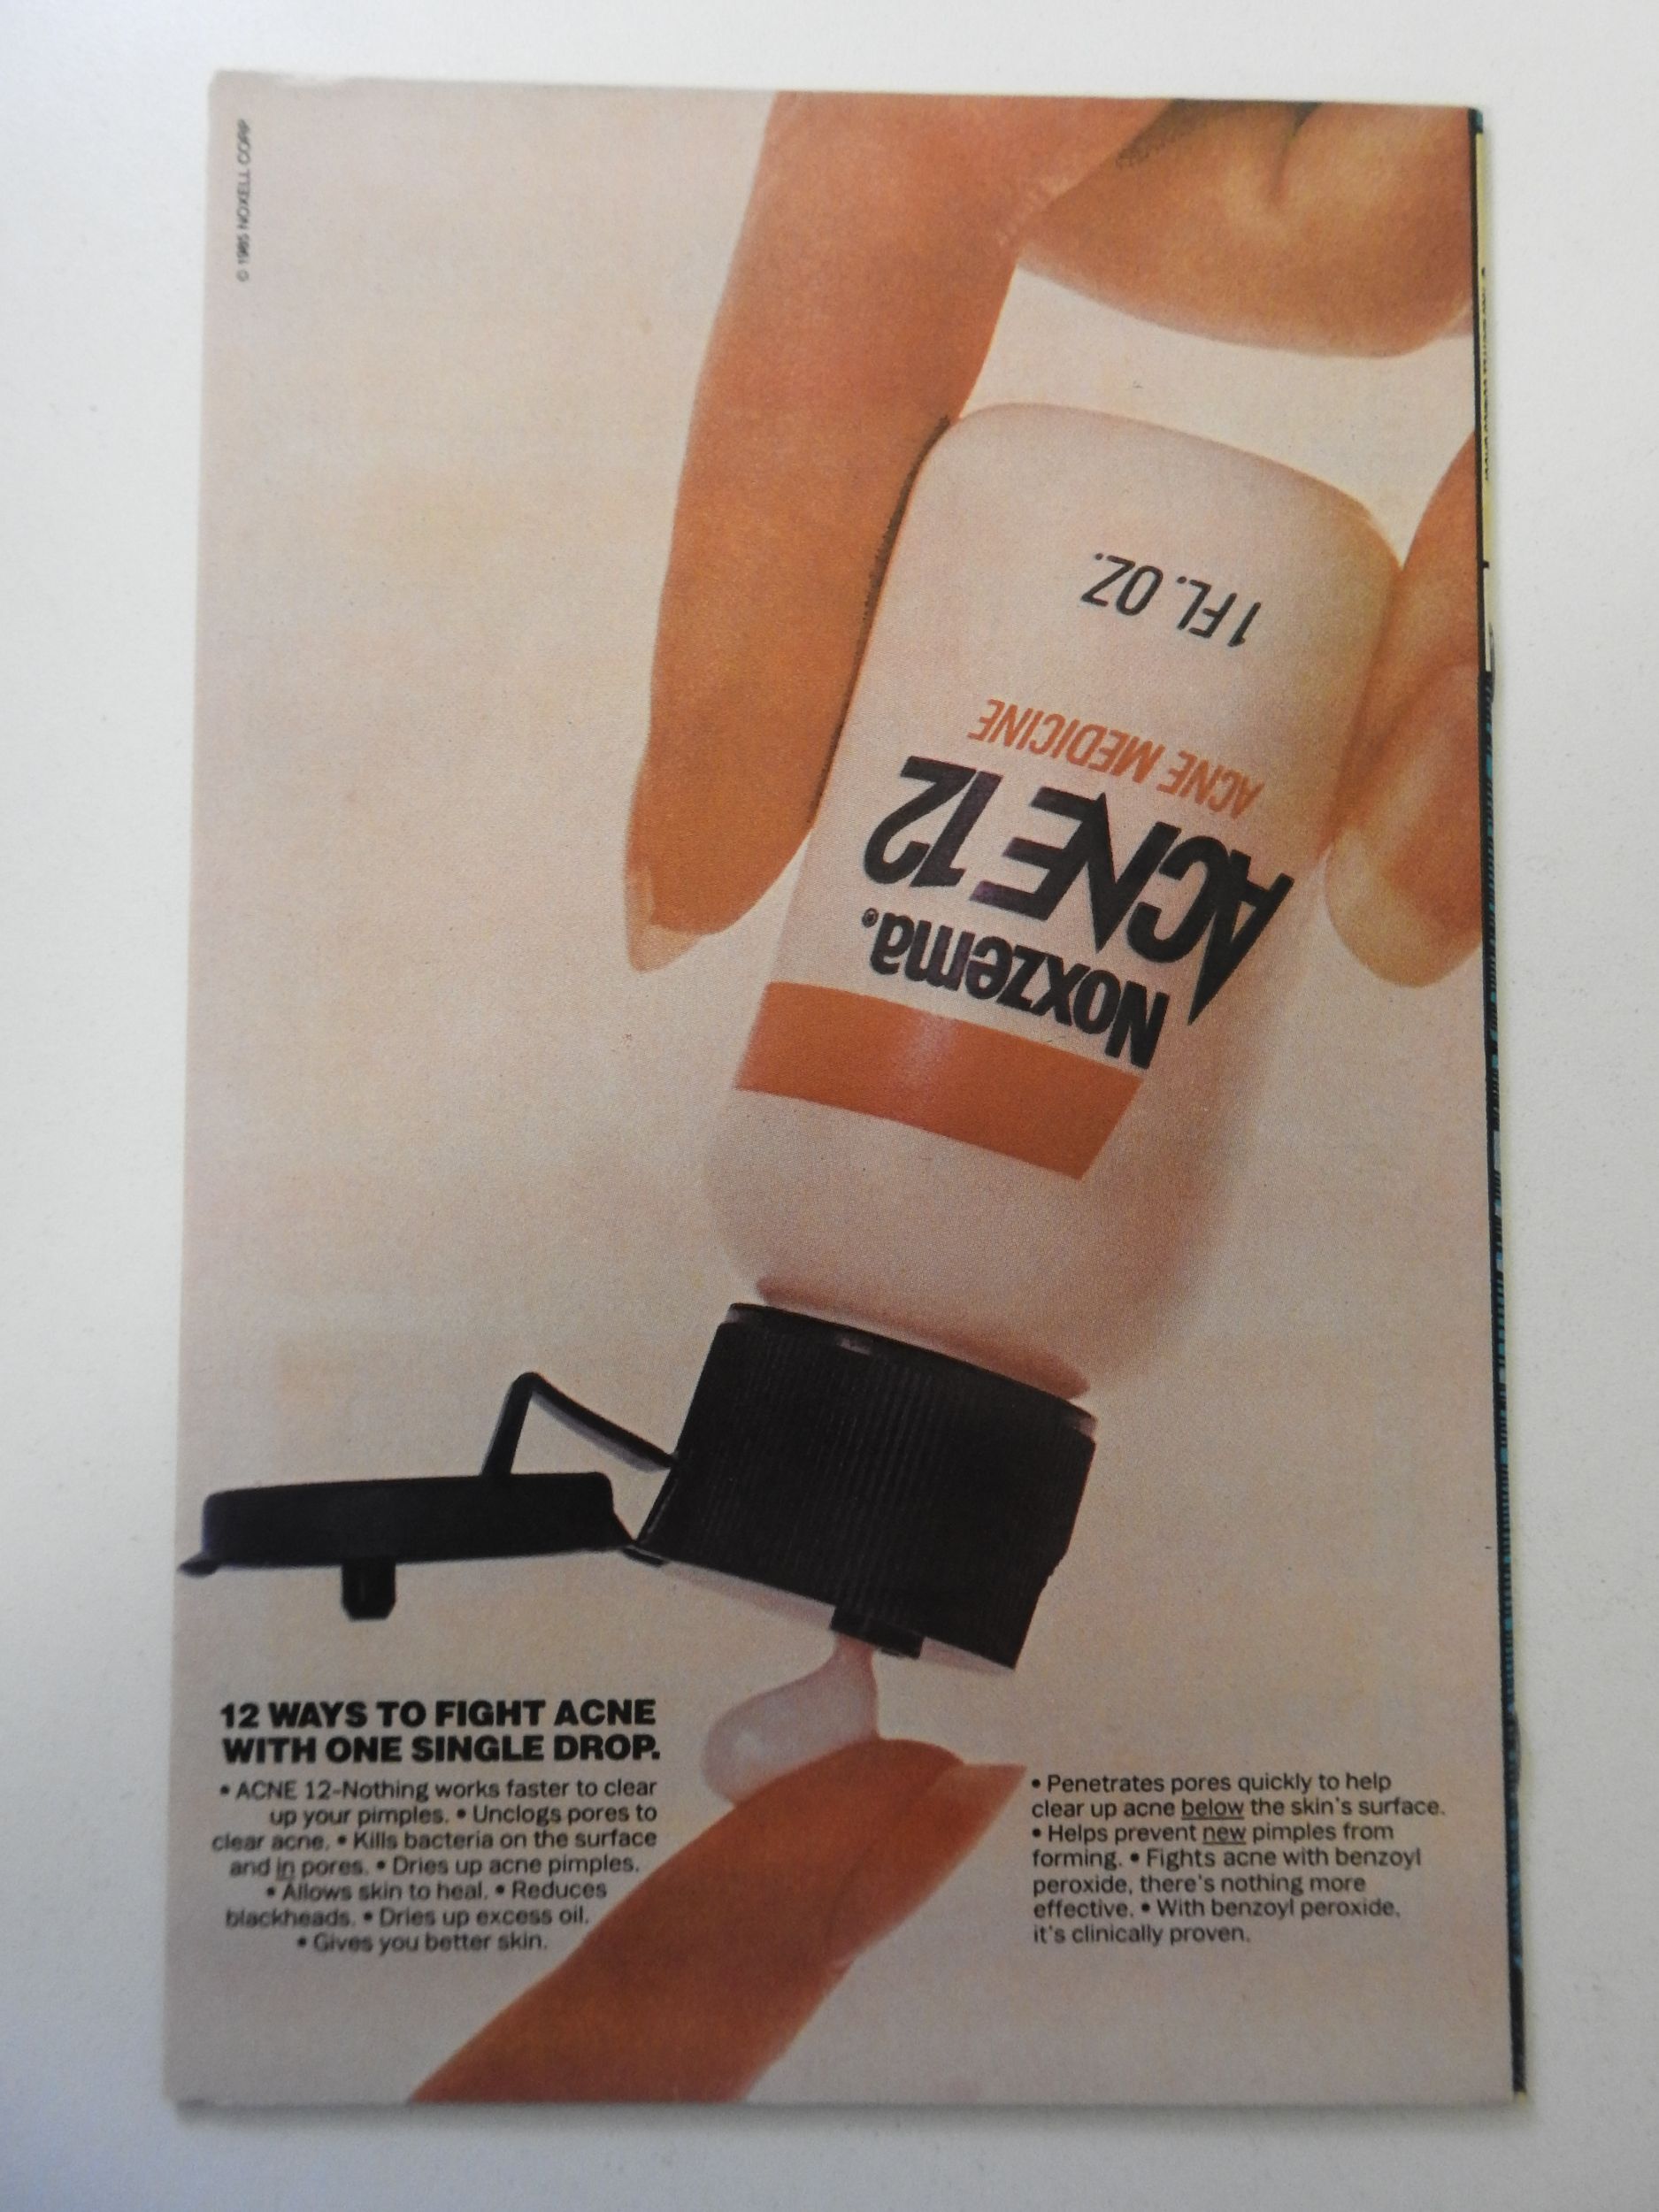 © 1985 NOXELL CORP
1 FL. OZ.
ACNE MEDICINE
ACNE 12
Noxzema®
12 WAYS TO FIGHT ACNE
WITH ONE SINGLE DROP.
• ACNE 12-Nothing works faster to clear
up your pimples. • Unclogs pores to
clear acne. • Kills bacteria on the surface
and in pores. • Dries up acne pimples.
• Allows skin to heal. • Reduces
blackheads. • Dries up excess oil.
• Gives you better skin.
• Penetrates pores quickly to help
clear up acne below the skin's surface.
• Helps prevent new pimples from
forming. • Fights acne with benzoyl
peroxide, there's nothing more
effective. • With benzoyl peroxide,
it's clinically proven.